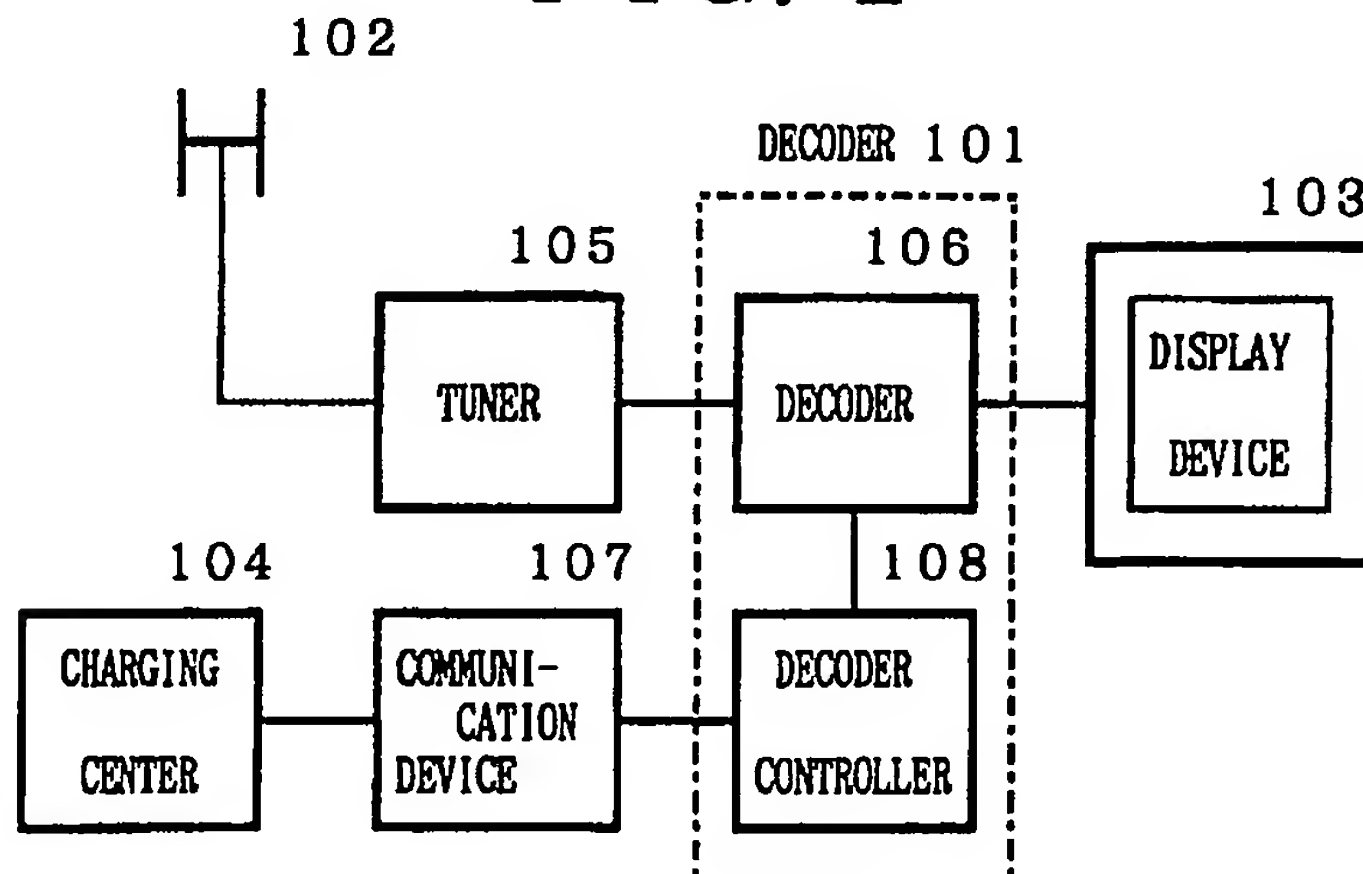 102
DECODER 101
103
105
106
TUNER
DECODER
DISPLAY
DEVICE
104
107
108
CHARGING
CENTER
COMMUNI-
CATION
DEVICE
DECODER
CONTROLLER